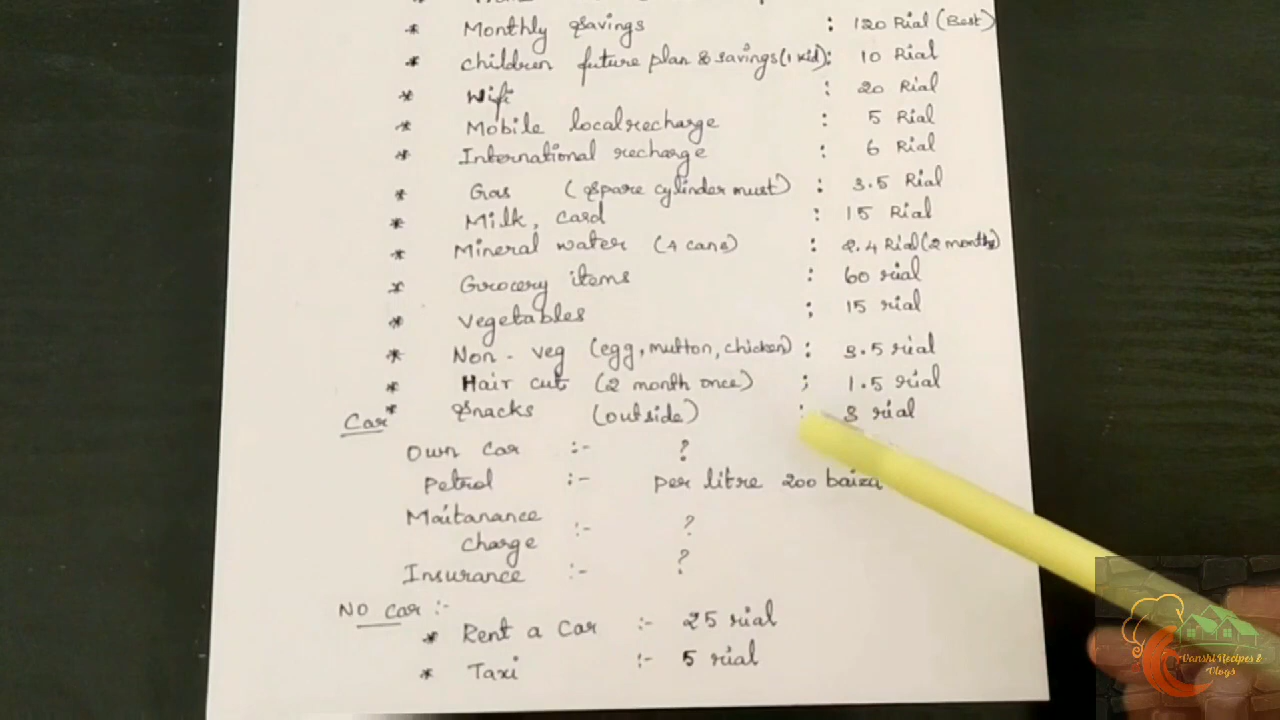 * Monthly Savings : 120 Rial (Best)
* children future plan & savings (1 kid) : 10 Rial
* Wifi : 20 Rial
* Mobile local recharge : 5 Rial
* International recharge : 6 Rial
* Gas (Spare cylinder must) : 3.5 Rial
* Milk, card : 15 Rial
* Mineral water (4 cans) : 2.4 Rial (2 months)
* Grocery items : 60 rial
* Vegetables : 15 rial
* Non-veg (egg, mutton, chicken) : 3.5 rial
* Hair cut (2 month once) ; 1.5 rial
* Snacks (outside) : 3 rial
Car
Own car :- ?
Petrol :- per litre 200 baiza
Maitanance
charge :- ?
Insurance :- ?
NO car :-
* Rent a Car :- 25 rial
* Taxi :- 5 rial
Vanshi Recipes &
Vlogs